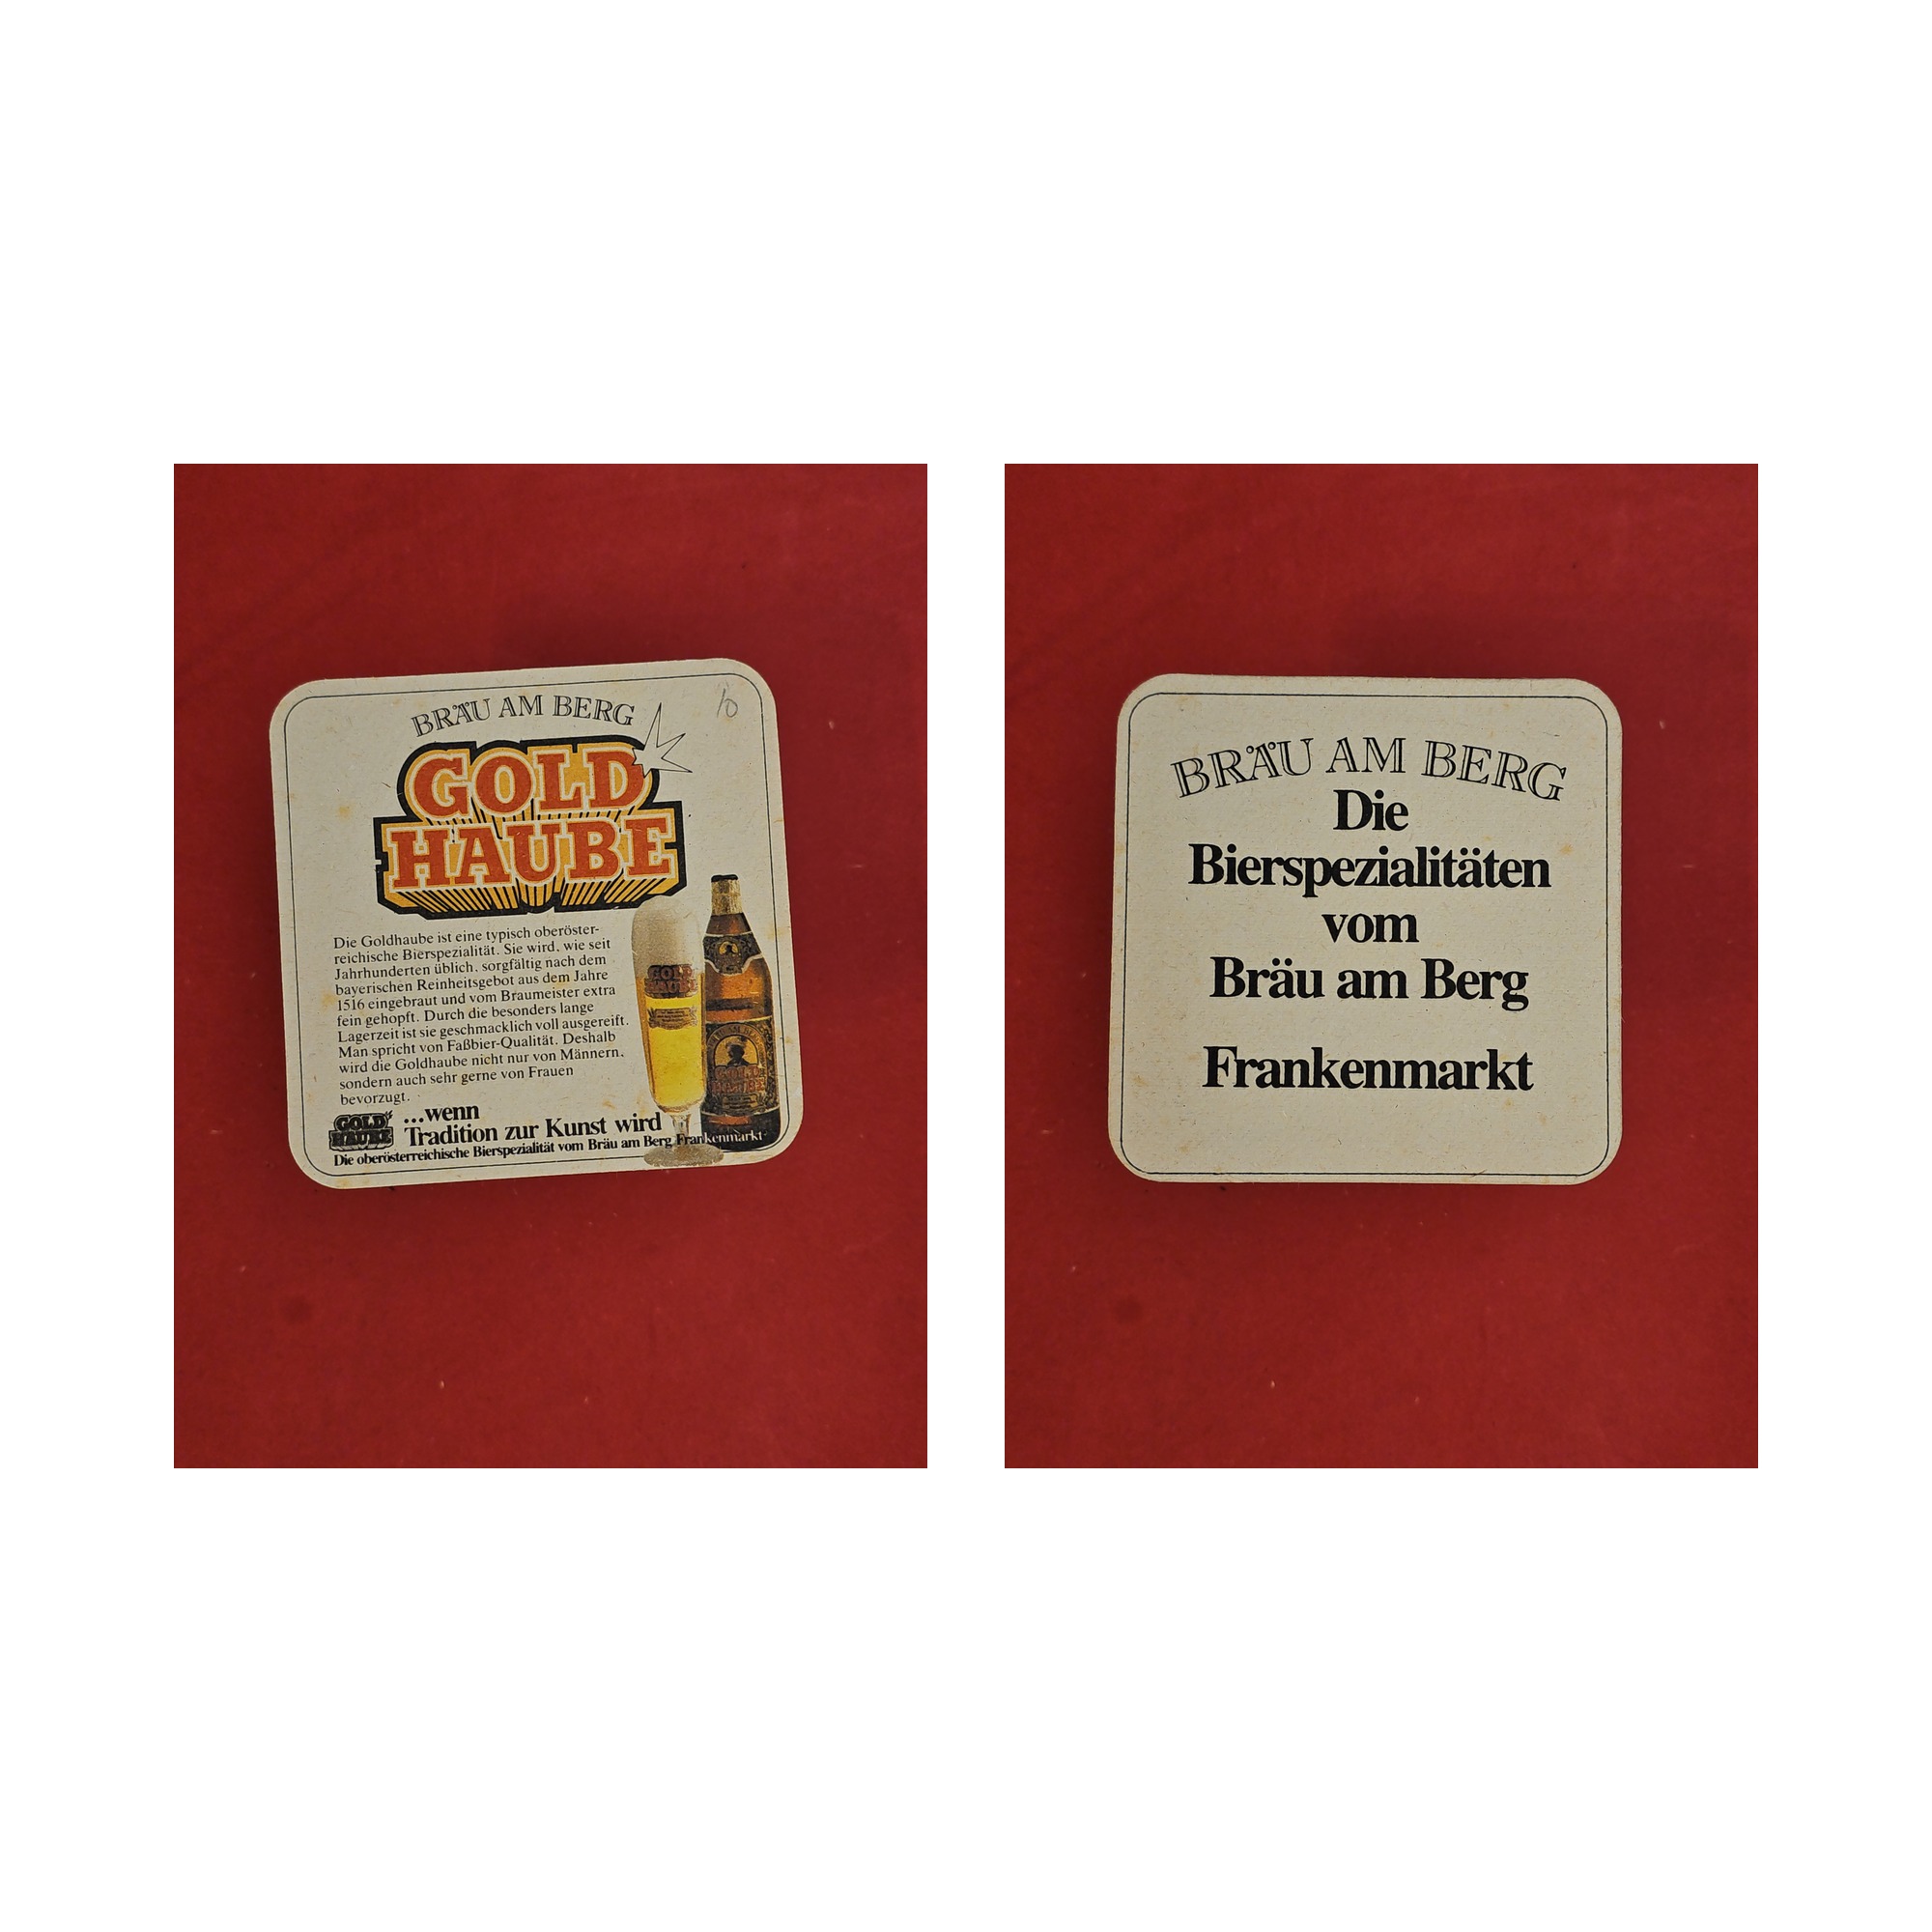 BRÄU AM BERG
GOLD
HAUBE
Die Goldhaube ist eine typisch oberöster-
reichische Bierspezialität. Sie wird, wie seit
Jahrhunderten üblich, sorgfältig nach dem
bayerischen Reinheitsgebot aus dem Jahre
1516 eingebraut und vom Braumeister extra
fein gehopft. Durch die besonders lange
Lagerzeit ist sie geschmacklich voll ausgereift.
Man spricht von Faßbier-Qualität. Deshalb
wird die Goldhaube nicht nur von Männern,
sondern auch sehr gerne von Frauen
bevorzugt.
GOLD
HAUBE
...wenn
Tradition zur Kunst wird
Die oberösterreichische Bierspezialität vom Bräu am Berg Frankenmarkt
GOLD
HAUBE
GOLD
HAUBE
10
BRÄU AM BERG
Die
Bierspezialitäten
vom
Bräu am Berg
Frankenmarkt